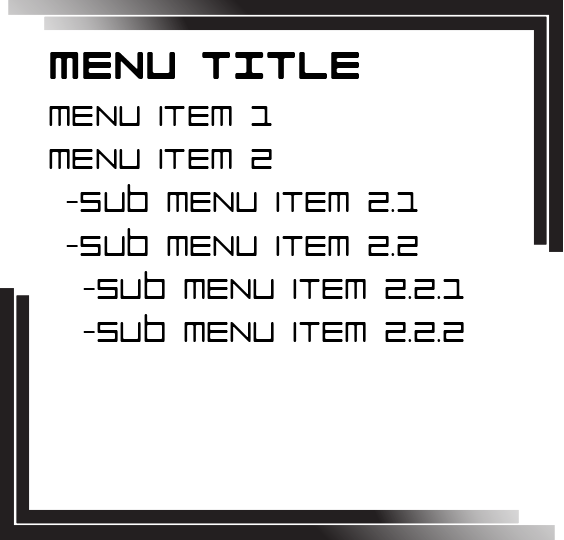 MENU TITLE
MENU ITEM 1
MENU ITEM 2
-SUb MENU ITEM 2.1
-SUb MENU ITEM 2.2
-SUb MENU ITEM 2.2.1
-SUb MENU ITEM 2.2.2